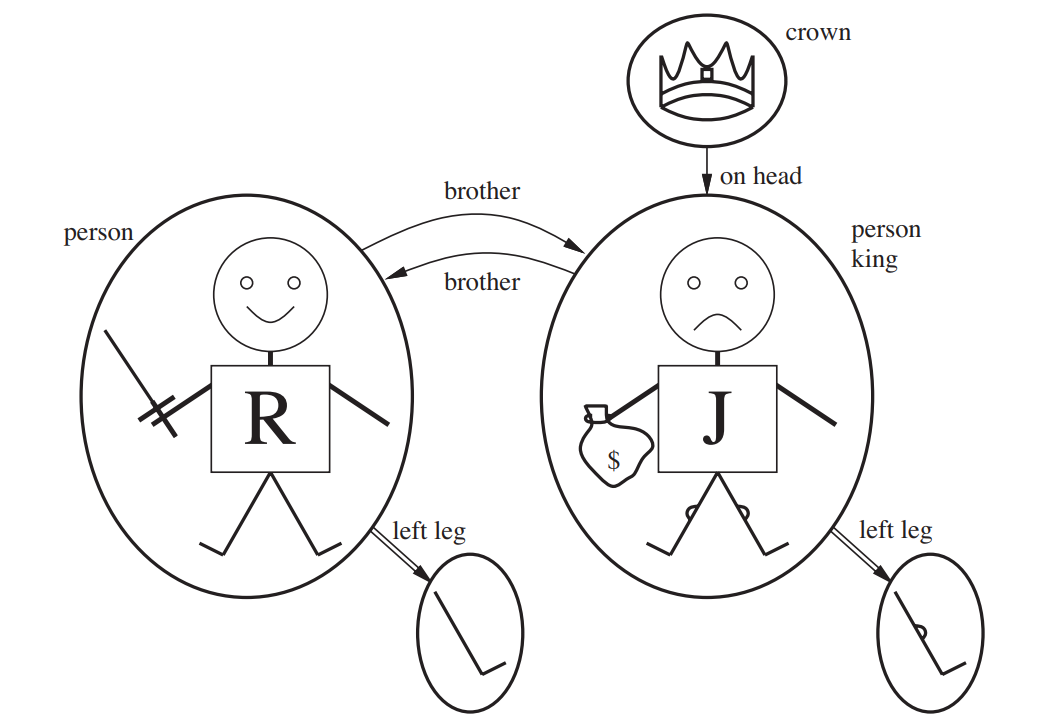 crown
on head
brother
person
person
king
brother
R
J
$
left leg
left leg